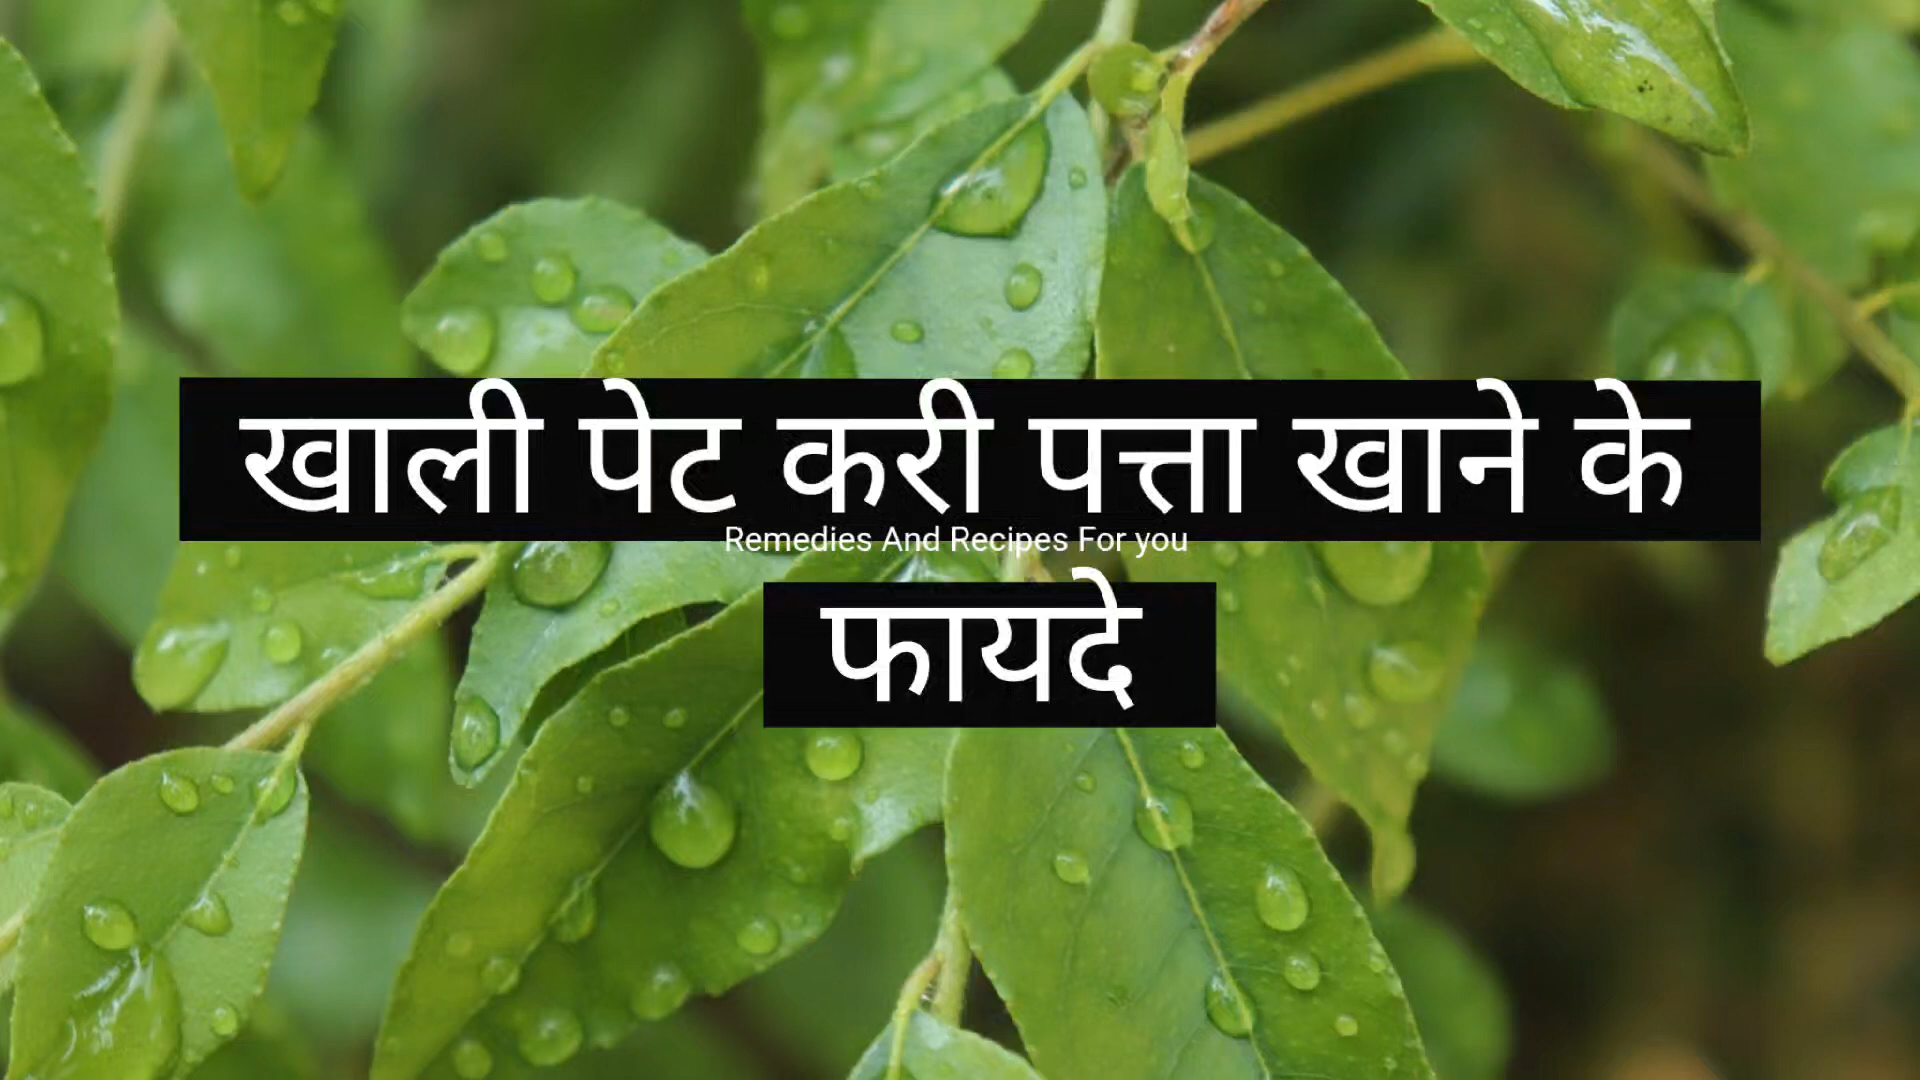 खाली पेट करी पत्ता खाने के
Remedies And Recipes For you
फायदे